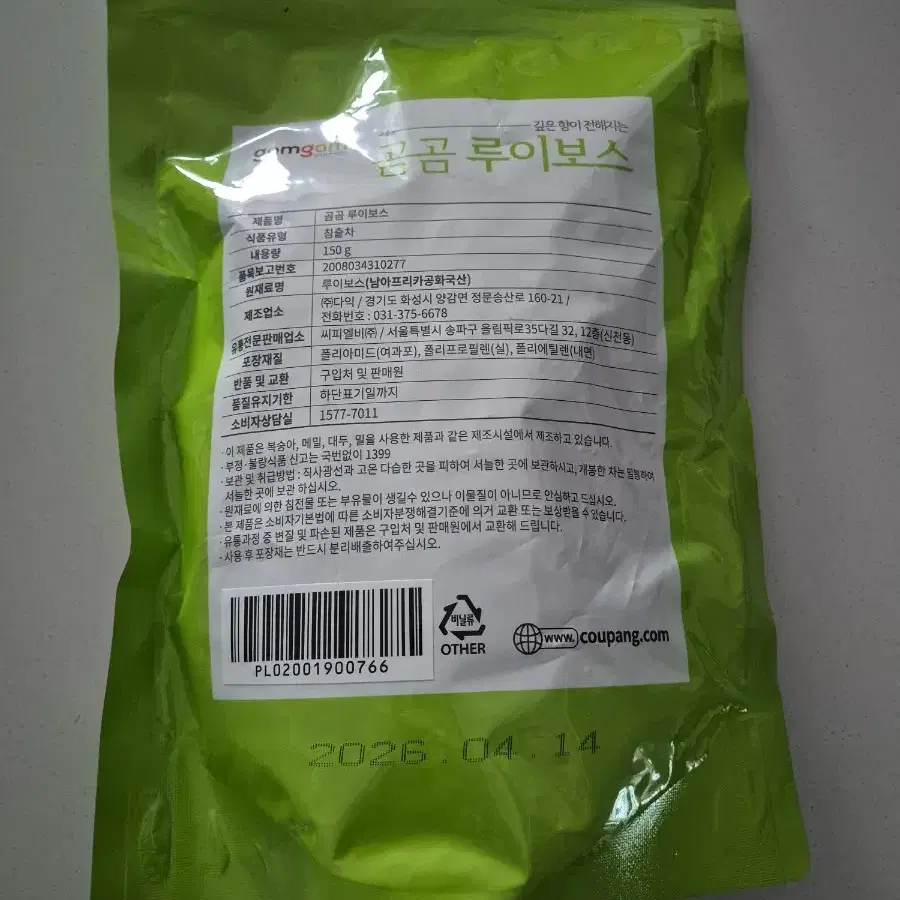 깊은 향이 전해지는
gomgom 곰곰 루이보스
제품명 곰곰 루이보스
식품유형 침출차
내용량 150 g
품목보고번호 2008034310277
원재료명 루이보스(남아프리카공화국산)
제조업소 ㈜다익 / 경기도 화성시 양감면 정문송산로 160-21 /
전화번호 : 031-375-6678
유통전문판매업소 씨피엘비㈜ / 서울특별시 송파구 올림픽로35다길 32, 12층(신천동)
포장재질 폴리아미드(여과포), 폴리프로필렌(실), 폴리에틸렌(내면)
반품 및 교환 구입처 및 판매원
품질유지기한 하단표기일까지
소비자상담실 1577-7011
· 이 제품은 복숭아, 메밀, 대두, 밀을 사용한 제품과 같은 제조시설에서 제조하고 있습니다.
· 부정·불량식품 신고는 국번없이 1399
· 보관 및 취급방법 : 직사광선과 고온 다습한 곳을 피하여 서늘한 곳에 보관하시고, 개봉한 차는 밀봉하여
서늘한 곳에 보관 하십시오.
· 원재료에 의한 침전물 또는 부유물이 생길수 있으나 이물질이 아니므로 안심하고 드십시오.
· 본 제품은 소비자기본법에 따른 소비자분쟁해결기준에 의거 교환 또는 보상받을 수 있습니다.
· 유통과정 중 변질 및 파손된 제품은 구입처 및 판매원에서 교환해 드립니다.
· 사용 후 포장재는 반드시 분리배출하여주십시오.
비닐류
OTHER
www.coupang.com
PL02001900766
2026.04.14